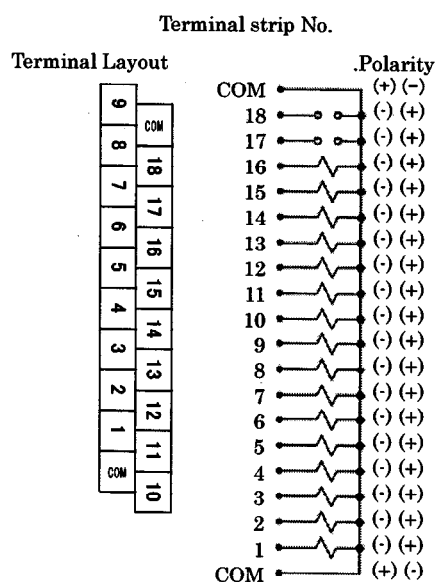 Terminal strip No.
Terminal Layout
.Polarity
9
8
7
6
5
4
3
2
1
COM
COM
18
17
16
15
14
13
12
11
10
COM (+) (-)
18 (-) (+)
17 (-) (+)
16 (-) (+)
15 (-) (+)
14 (-) (+)
13 (-) (+)
12 (-) (+)
11 (-) (+)
10 (-) (+)
9 (-) (+)
8 (-) (+)
7 (-) (+)
6 (-) (+)
5 (-) (+)
4 (-) (+)
3 (-) (+)
2 (-) (+)
1 (-) (+)
COM (+) (-)